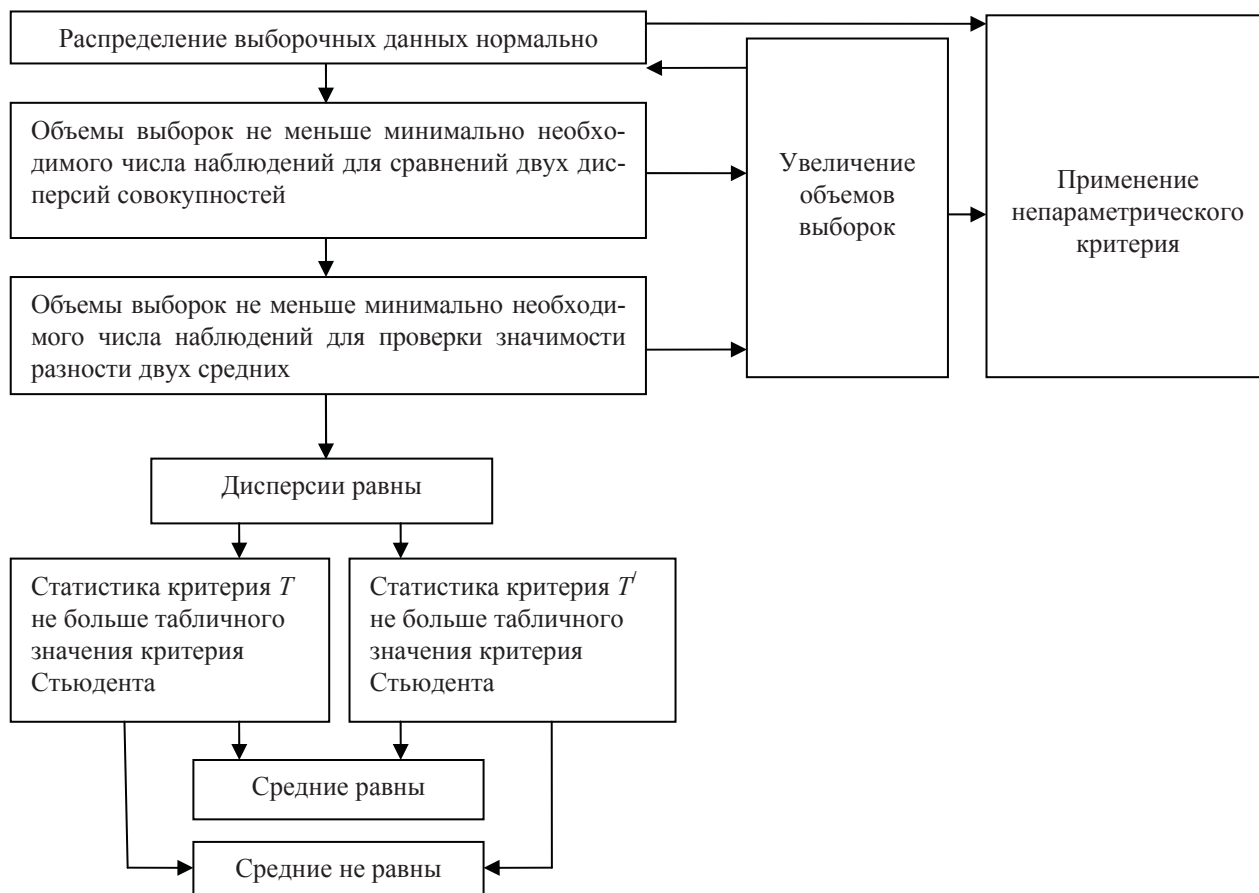 Распределение выборочных данных нормально
Объемы выборок не меньше минимально необхо-
димого числа наблюдений для сравнений двух дис-
персий совокупностей
Увеличение
объемов
выборок
Применение
непараметрического
критерия
Объемы выборок не меньше минимально необходи-
мого числа наблюдений для проверки значимости
разности двух средних
Дисперсии равны
Статистика критерия T
не больше табличного
значения критерия
Стьюдента
Статистика критерия T/
не больше табличного
значения критерия
Стьюдента
Средние равны
Средние не равны